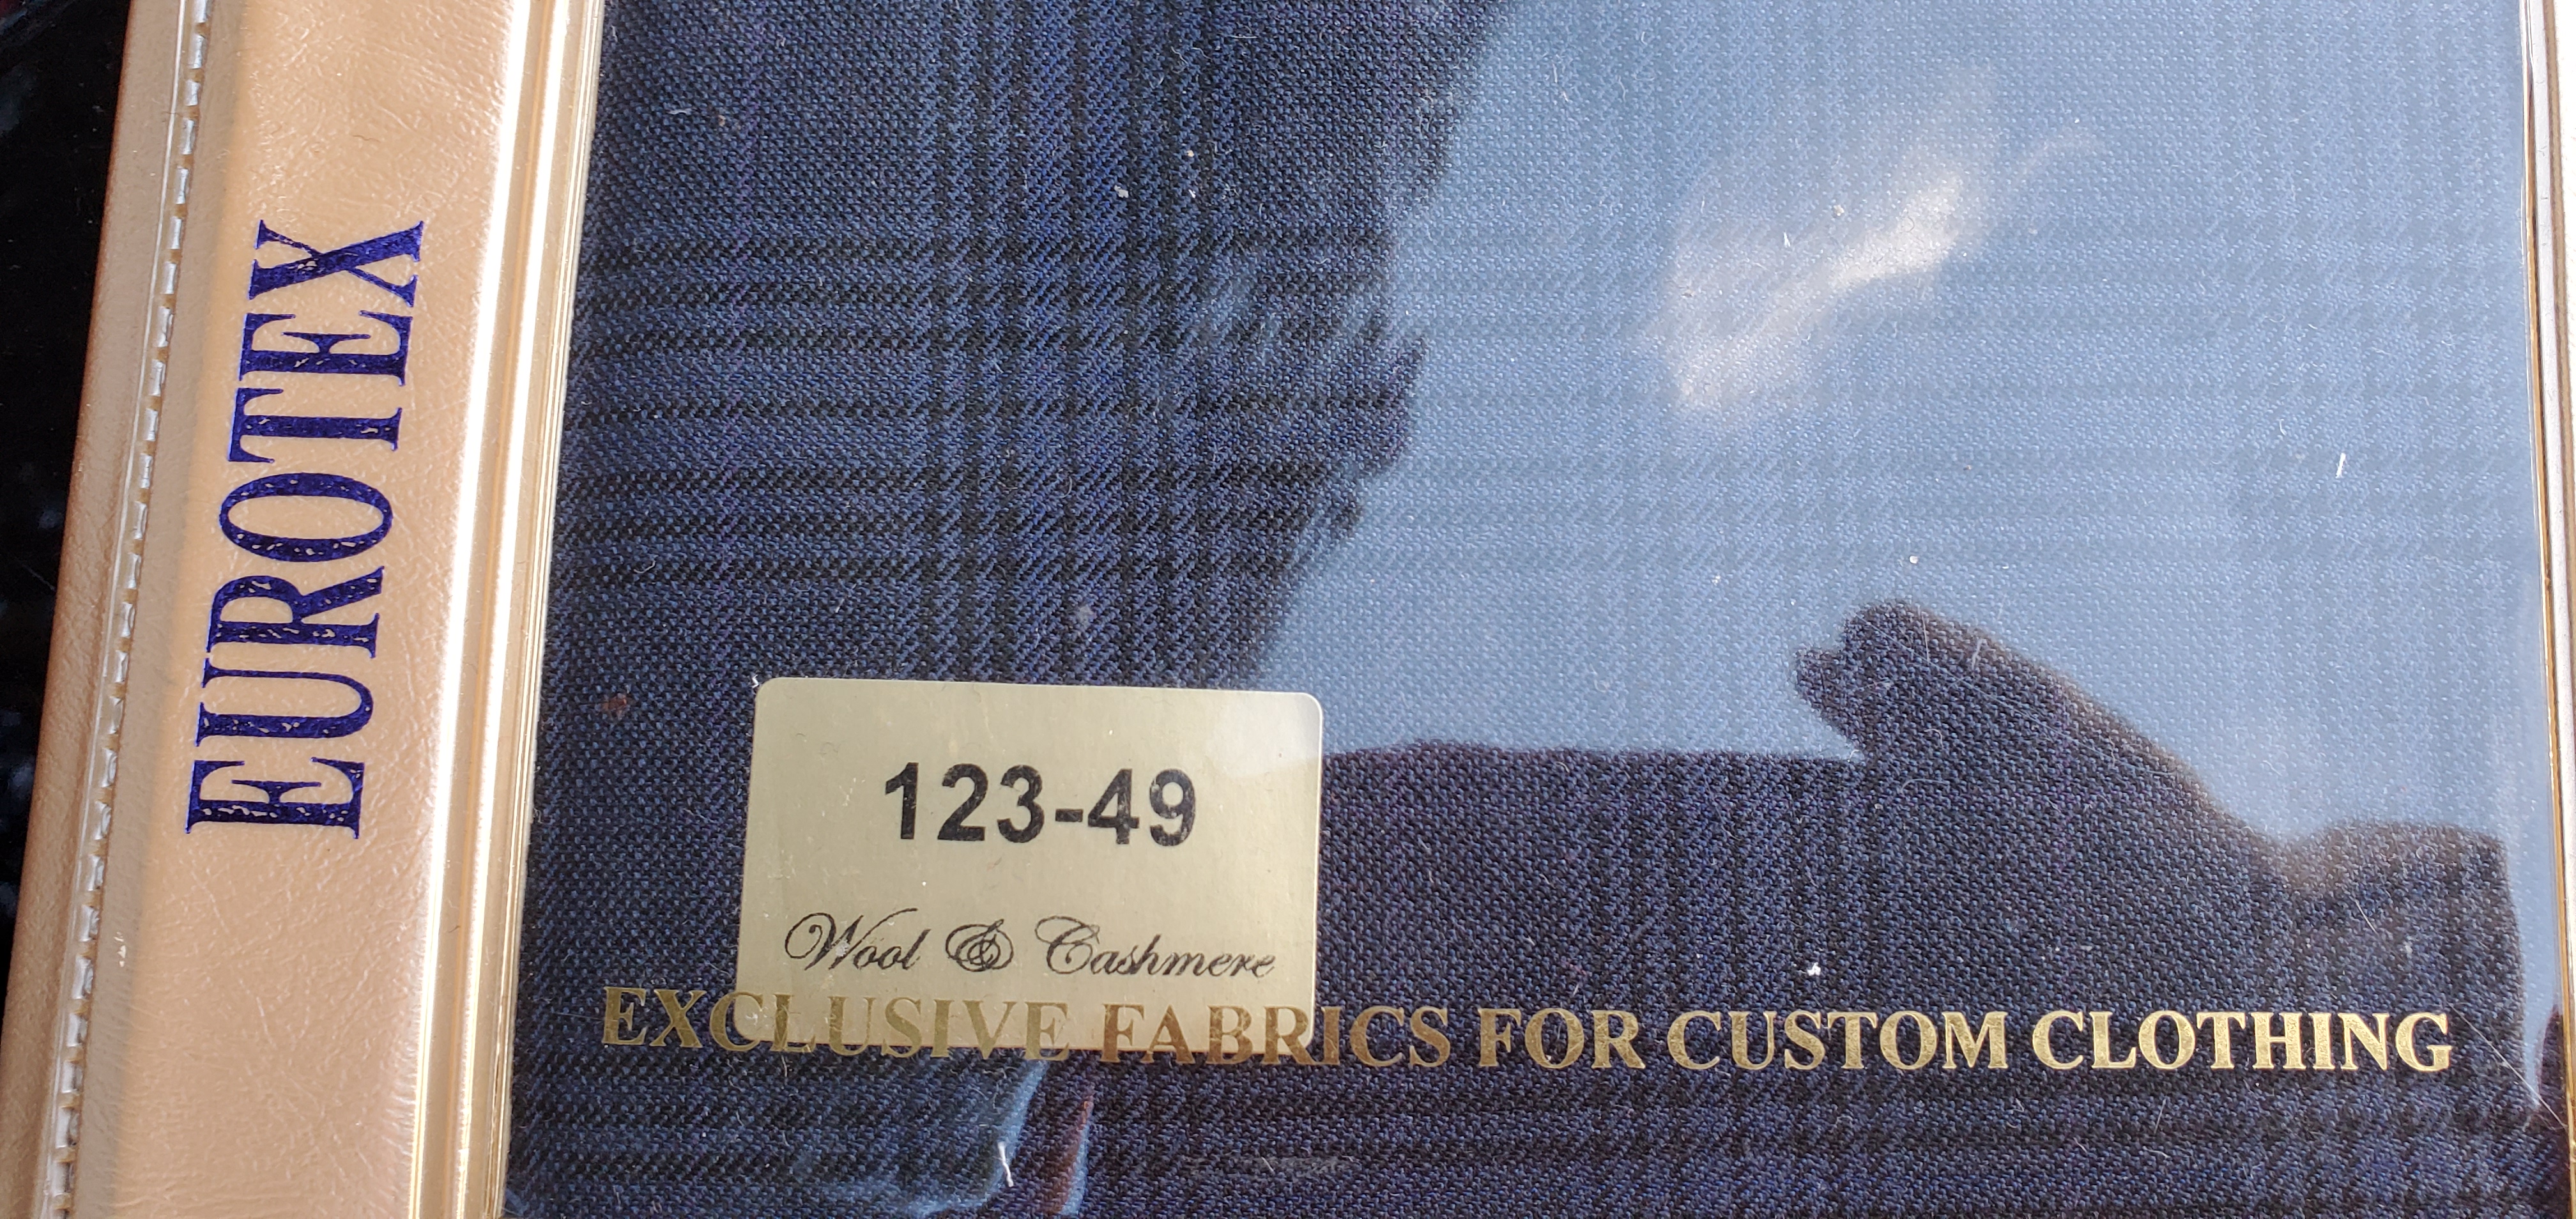 EUROTEX
123-49
Wool & Cashmere
EXCLUSIVE FABRICS FOR CUSTOM CLOTHING